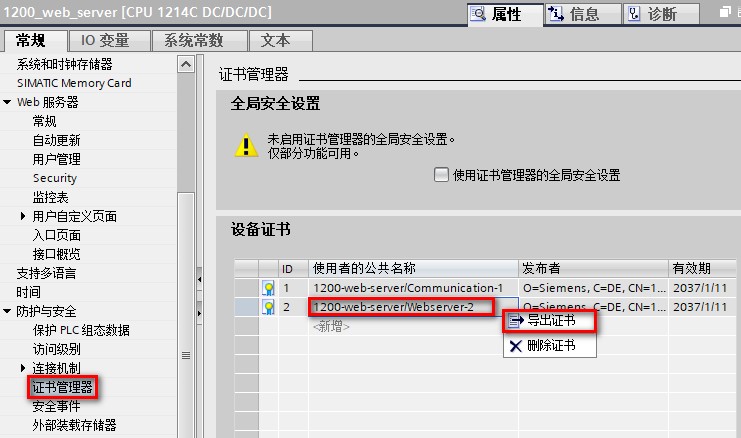 1200_web_server [CPU 1214C DC/DC/DC]
属性
信息
诊断
常规
IO 变量
系统常数
文本
系统和时钟存储器
SIMATIC Memory Card
Web 服务器
常规
自动更新
用户管理
Security
监控表
用户自定义页面
入口页面
接口概览
支持多语言
时间
防护与安全
保护 PLC 组态数据
访问级别
连接机制
证书管理器
安全事件
外部装载存储器
证书管理器
全局安全设置
未启用证书管理器的全局安全设置。
仅部分功能可用。
使用证书管理器的全局安全设置
设备证书
ID 使用者的公共名称 发布者 有效期
1 1200-web-server/Communication-1 O=Siemens, C=DE, CN=1... 2037/1/11
2 1200-web-server/Webserver-2 O=Siemens, C=DE, CN=1... 2037/1/11
<新增>
导出证书
删除证书